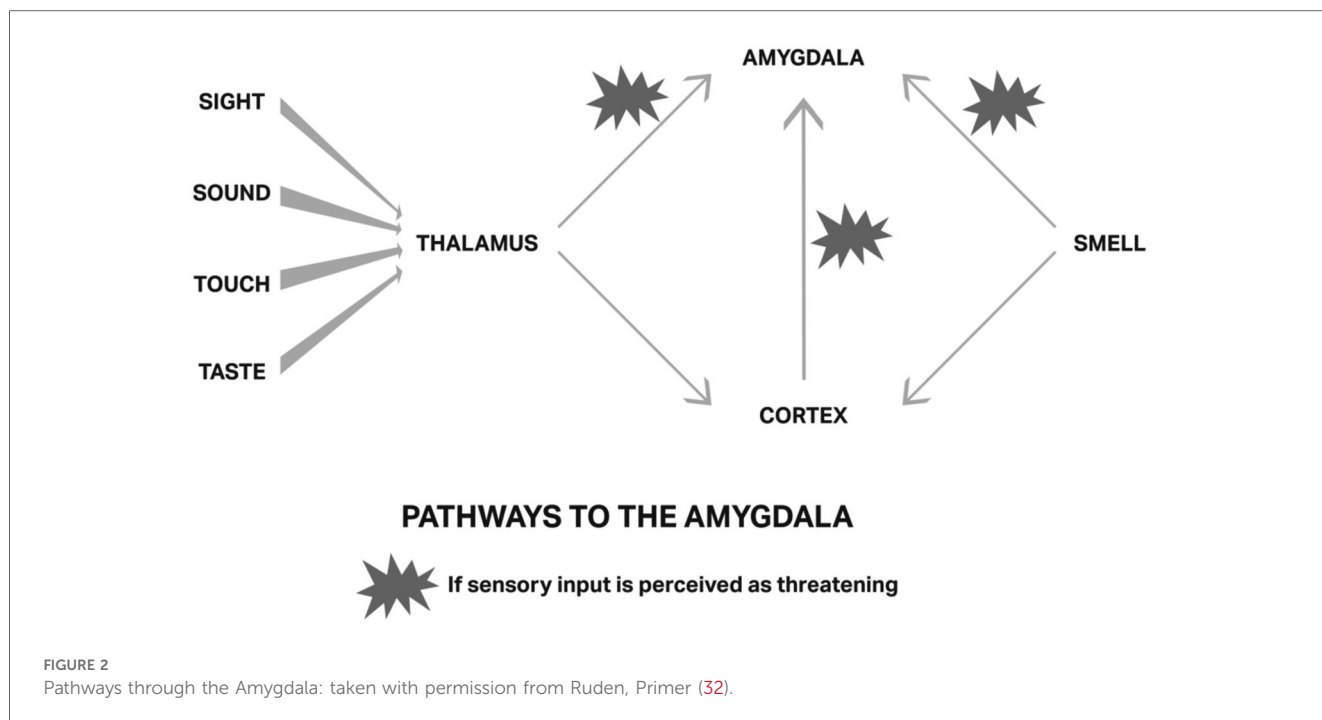 AMYGDALA
SIGHT
SOUND
THALAMUS
SMELL
TOUCH
TASTE
CORTEX
PATHWAYS TO THE AMYGDALA
If sensory input is perceived as threatening
FIGURE 2
Pathways through the Amygdala: taken with permission from Ruden, Primer (32).